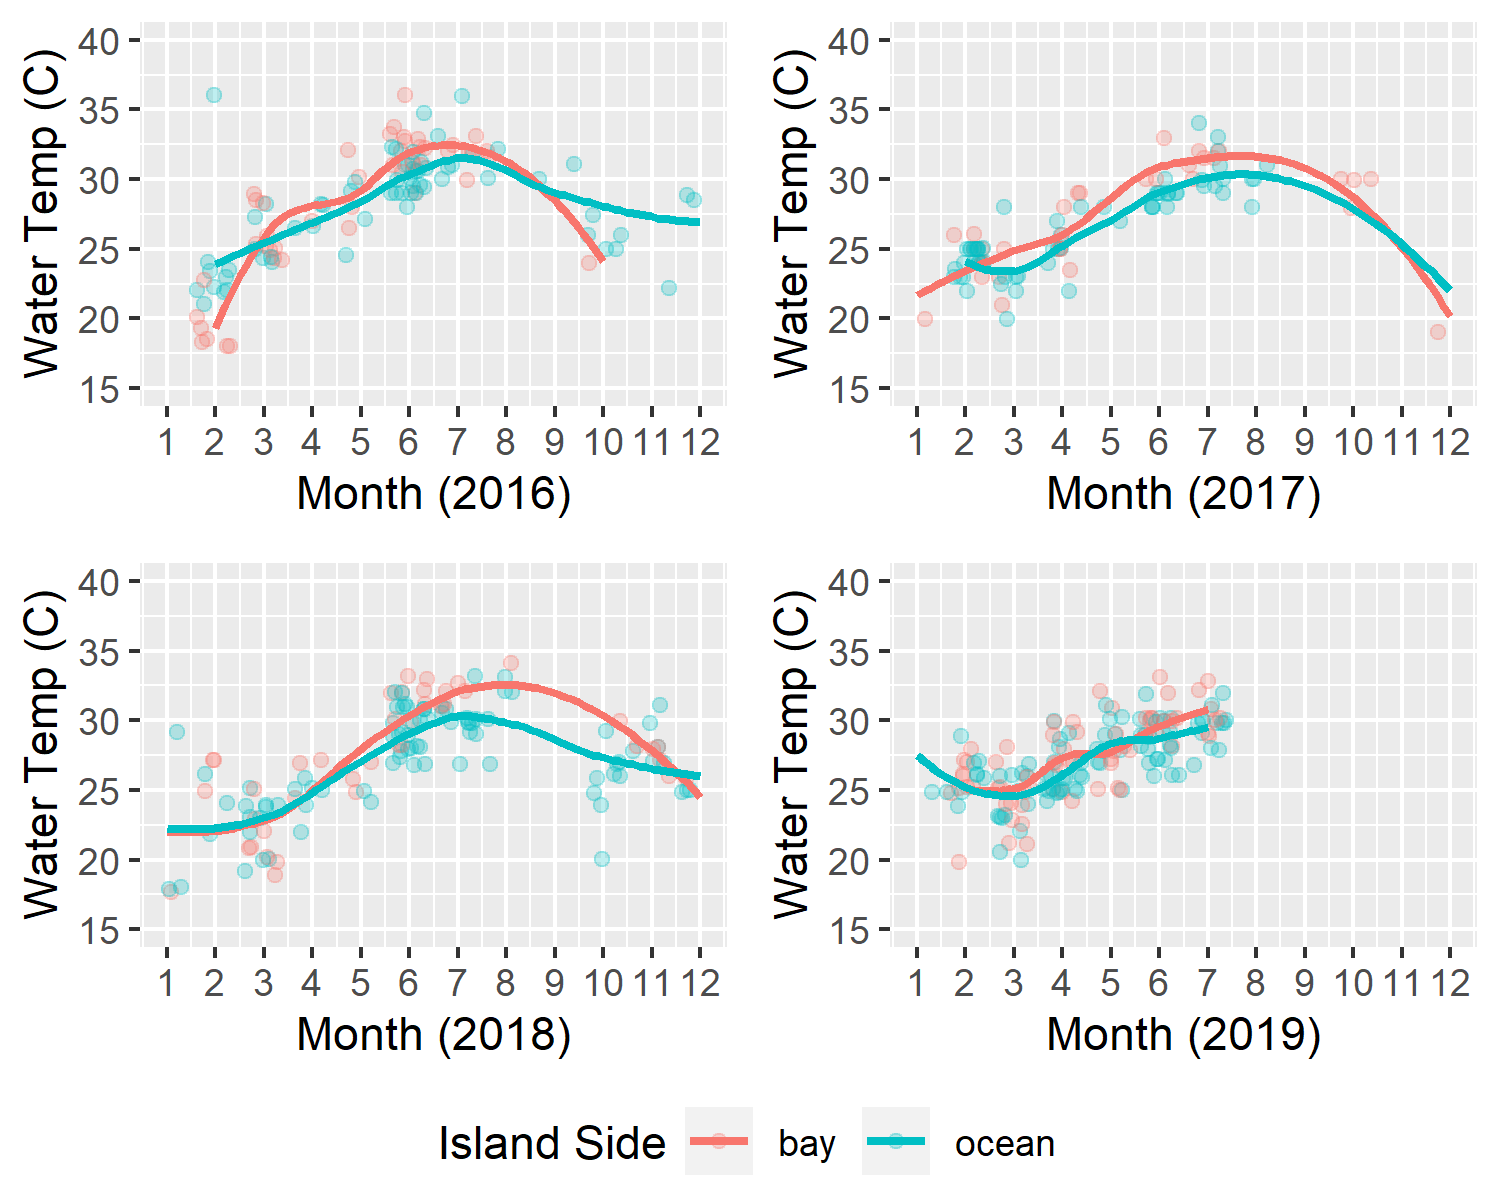 Water Temp (C)
40
35
30
25
20
15
1 2 3 4 5 6 7 8 9 10 11 12
Month (2016)
Water Temp (C)
40
35
30
25
20
15
1 2 3 4 5 6 7 8 9 10 11 12
Month (2017)
Water Temp (C)
40
35
30
25
20
15
1 2 3 4 5 6 7 8 9 10 11 12
Month (2018)
Water Temp (C)
40
35
30
25
20
15
1 2 3 4 5 6 7 8 9 10 11 12
Month (2019)
Island Side bay ocean